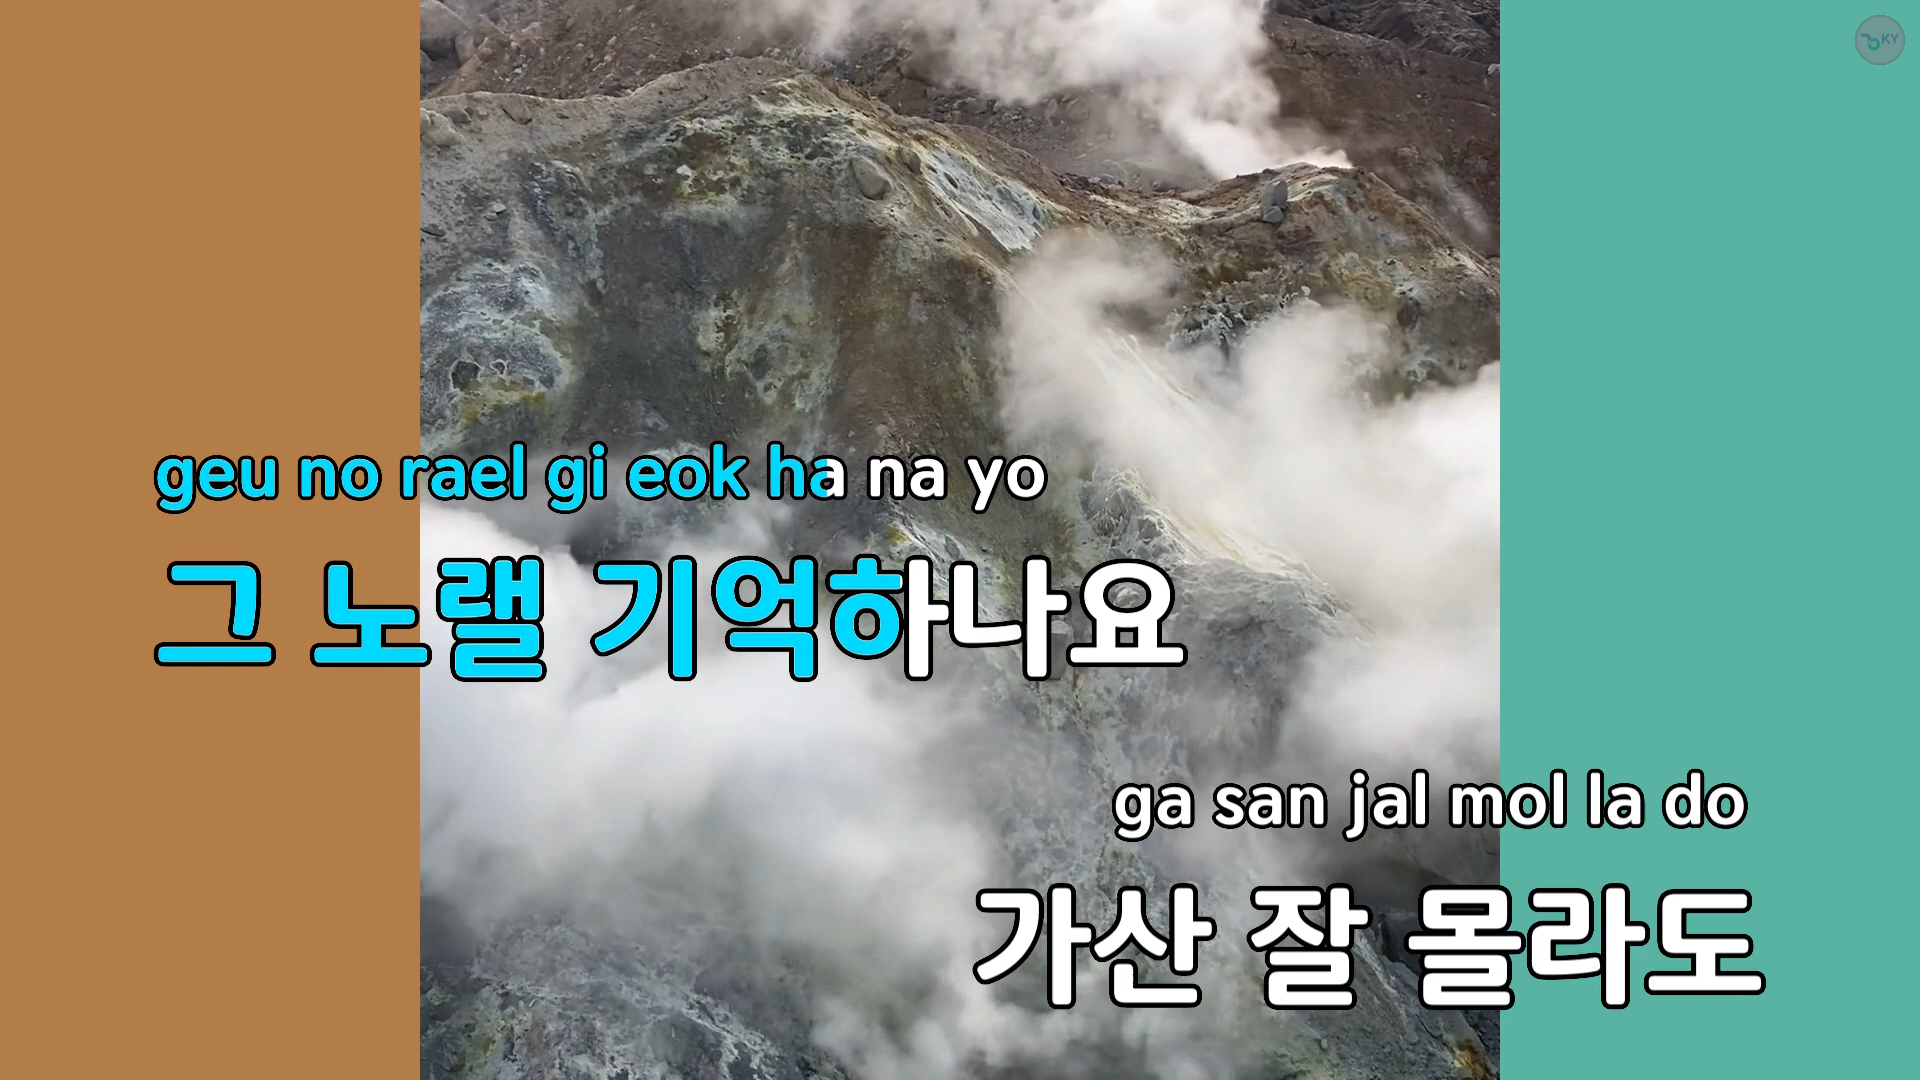 KY
geu no rael gi eok ha na yo
그 노랠 기억하나요
ga san jal mol la do
가산 잘 몰라도